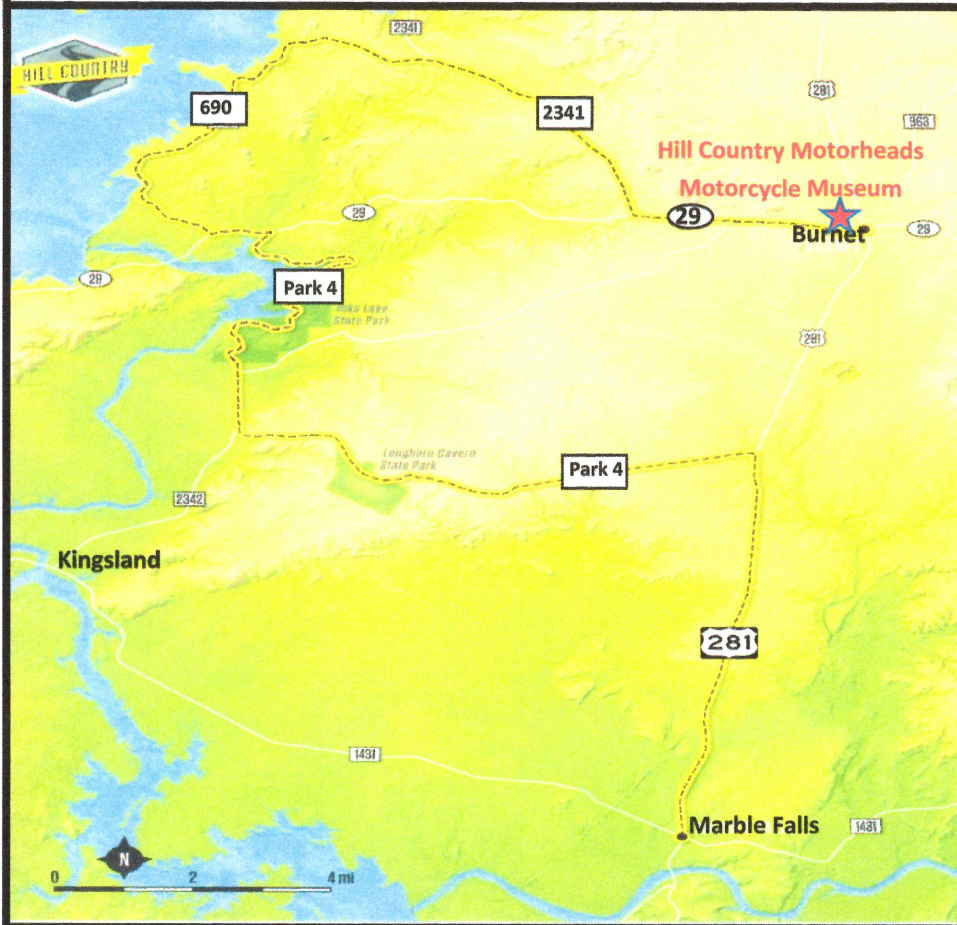 2341
HILL COUNTRY
281
690
2341
963
Hill Country Motorheads
Motorcycle Museum
29
29
Burnet
29
29
Park 4
Lake
State Park
281
Longhorn Cavern
State Park
Park 4
2342
Kingsland
281
1431
Marble Falls
1431
N
0 2 4 mi